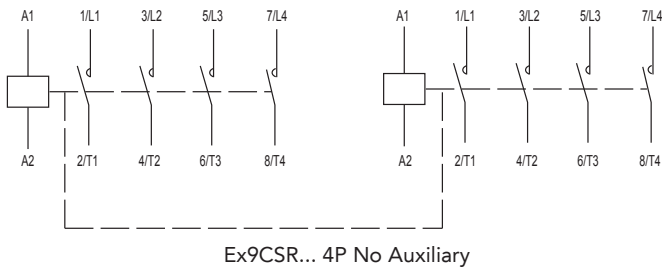 A1 1/L1 3/L2 5/L3 7/L4 A1 1/L1 3/L2 5/L3 7/L4
A2 2/T1 4/T2 6/T3 8/T4 A2 2/T1 4/T2 6/T3 8/T4
Ex9CSR... 4P No Auxiliary